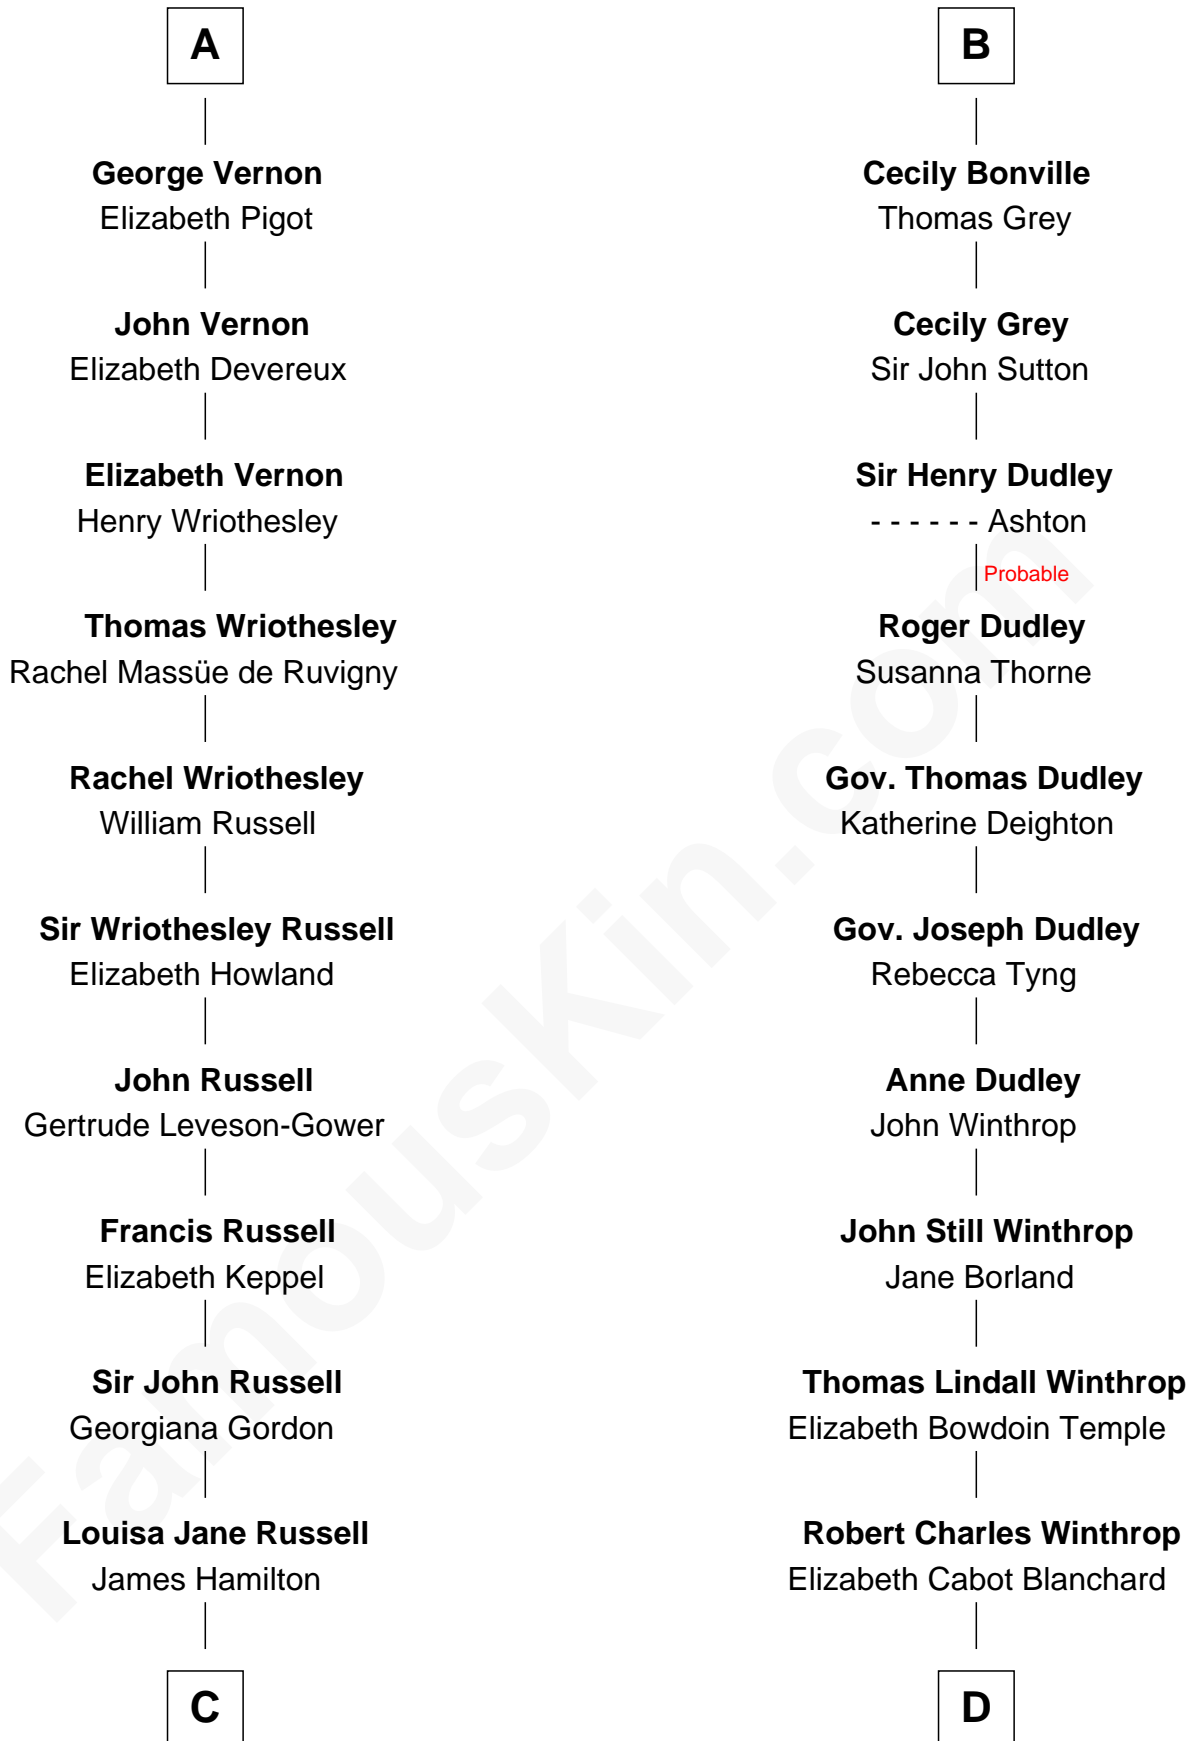 A
George Vernon
Elizabeth Pigot
John Vernon
Elizabeth Devereux
Elizabeth Vernon
Henry Wriothesley
Thomas Wriothesley
Rachel Massüe de Ruvigny
Rachel Wriothesley
William Russell
Sir Wriothesley Russell
Elizabeth Howland
John Russell
Gertrude Leveson-Gower
Francis Russell
Elizabeth Keppel
Sir John Russell
Georgiana Gordon
Louisa Jane Russell
James Hamilton
C
B
Cecily Bonville
Thomas Grey
Cecily Grey
Sir John Sutton
Sir Henry Dudley
- - - - - - Ashton
Probable
Roger Dudley
Susanna Thorne
Gov. Thomas Dudley
Katherine Deighton
Gov. Joseph Dudley
Rebecca Tyng
Anne Dudley
John Winthrop
John Still Winthrop
Jane Borland
Thomas Lindall Winthrop
Elizabeth Bowdoin Temple
Robert Charles Winthrop
Elizabeth Cabot Blanchard
D
FamousKin.com